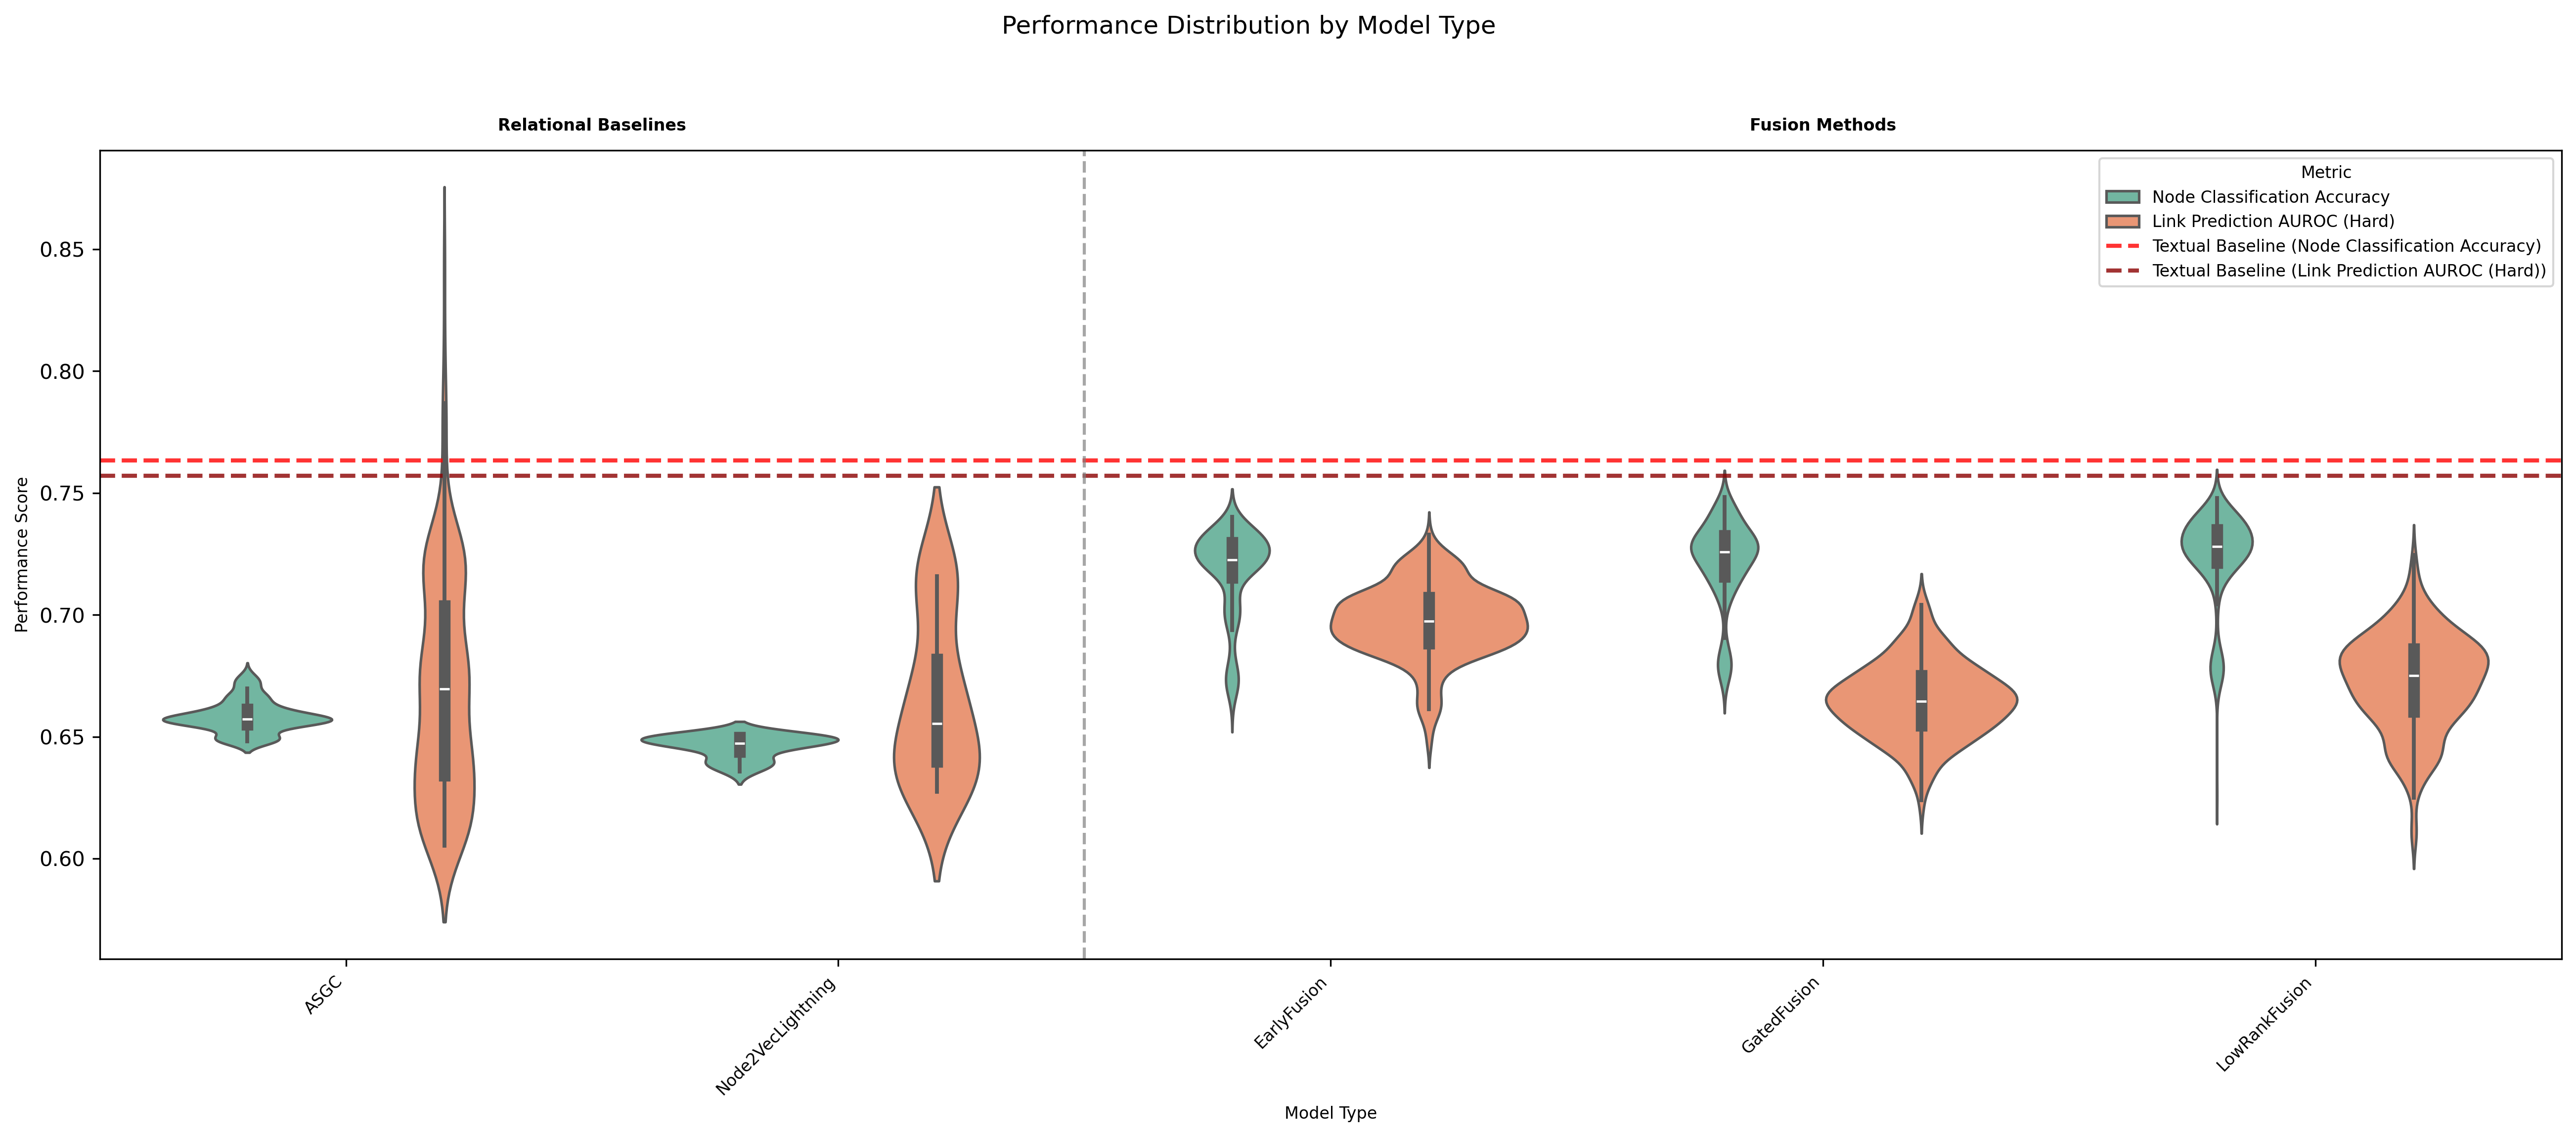 Performance Distribution by Model Type
Relational Baselines
Fusion Methods
Metric
Node Classification Accuracy
Link Prediction AUROC (Hard)
Textual Baseline (Node Classification Accuracy)
Textual Baseline (Link Prediction AUROC (Hard))
Performance Score
0.85
0.80
0.75
0.70
0.65
0.60
ASGC
Node2VecLightning
EarlyFusion
GatedFusion
LowRankFusion
Model Type